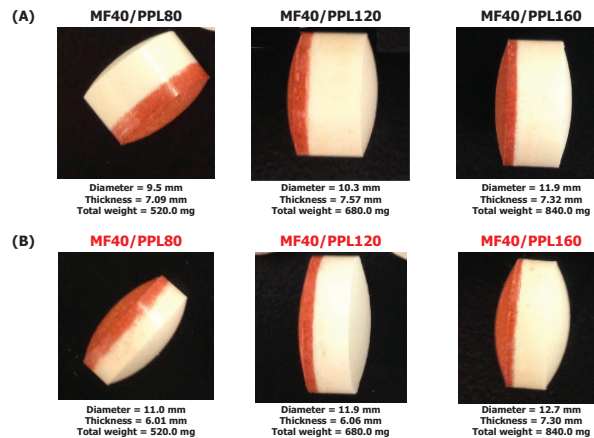 (A) MF40/PPL80 MF40/PPL120 MF40/PPL160
Diameter = 9.5 mm
Thickness = 7.09 mm
Total weight = 520.0 mg
Diameter = 10.3 mm
Thickness = 7.57 mm
Total weight = 680.0 mg
Diameter = 11.9 mm
Thickness = 7.32 mm
Total weight = 840.0 mg
(B) MF40/PPL80 MF40/PPL120 MF40/PPL160
Diameter = 11.0 mm
Thickness = 6.01 mm
Total weight = 520.0 mg
Diameter = 11.9 mm
Thickness = 6.06 mm
Total weight = 680.0 mg
Diameter = 12.7 mm
Thickness = 7.30 mm
Total weight = 840.0 mg